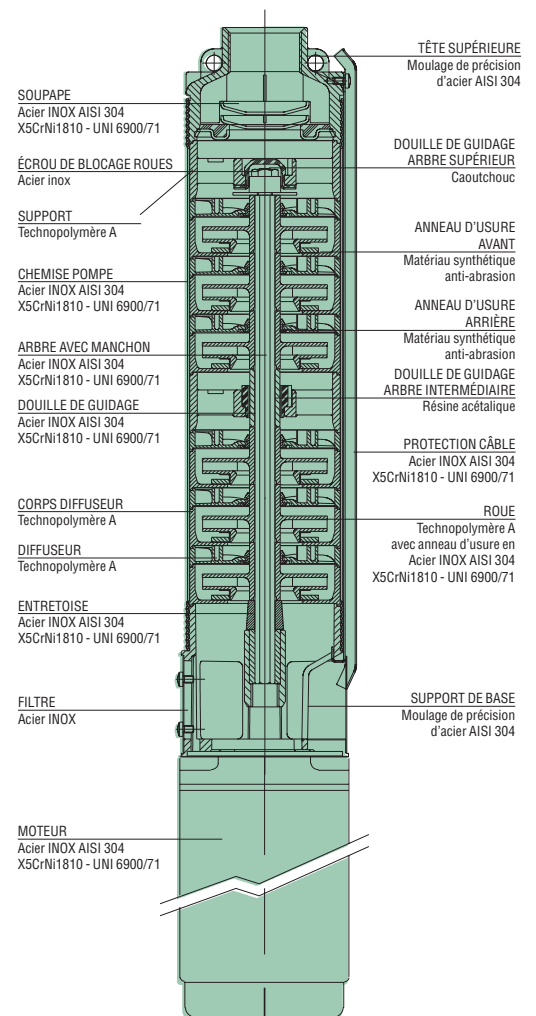 SOUPAPE
Acier INOX AISI 304
X5CrNi1810 - UNI 6900/71
ÉCROU DE BLOCAGE ROUES
Acier inox
SUPPORT
Technopolymère A
CHEMISE POMPE
Acier INOX AISI 304
X5CrNi1810 - UNI 6900/71
ARBRE AVEC MANCHON
Acier INOX AISI 304
X5CrNi1810 - UNI 6900/71
DOUILLE DE GUIDAGE
Acier INOX AISI 304
X5CrNi1810 - UNI 6900/71
CORPS DIFFUSEUR
Technopolymère A
DIFFUSEUR
Technopolymère A
ENTRETOISE
Acier INOX AISI 304
X5CrNi1810 - UNI 6900/71
FILTRE
Acier INOX
MOTEUR
Acier INOX AISI 304
X5CrNi1810 - UNI 6900/71
TÊTE SUPÉRIEURE
Moulage de précision
d'acier AISI 304
DOUILLE DE GUIDAGE
ARBRE SUPÉRIEUR
Caoutchouc
ANNEAU D'USURE
AVANT
Matériau synthétique
anti-abrasion
ANNEAU D'USURE
ARRIÈRE
Matériau synthétique
anti-abrasion
DOUILLE DE GUIDAGE
ARBRE INTERMÉDIAIRE
Résine acétalique
PROTECTION CÂBLE
Acier INOX AISI 304
X5CrNi1810 - UNI 6900/71
ROUE
Technopolymère A
avec anneau d'usure en
Acier INOX AISI 304
X5CrNi1810 - UNI 6900/71
SUPPORT DE BASE
Moulage de précision
d'acier AISI 304